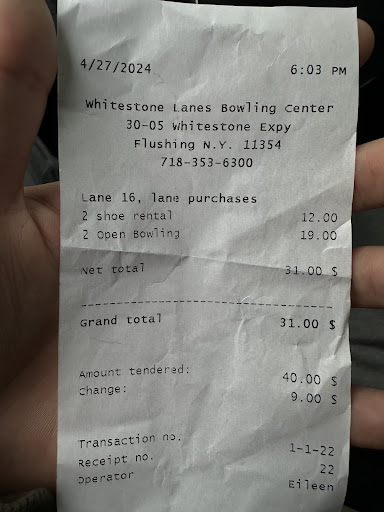 4/27/2024 6:03 PM
Whitestone Lanes Bowling Center
30-05 Whitestone Expy
Flushing N.Y. 11354
718-353-6300
Lane 16, lane purchases
2 shoe rental 12.00
2 Open Bowling 19.00
Net total 31.00 $
--------------------------------
Grand total 31.00 $
Amount tendered: 40.00 $
Change: 9.00 $
Transaction no. 1-1-22
Receipt no. 22
Operator Eileen